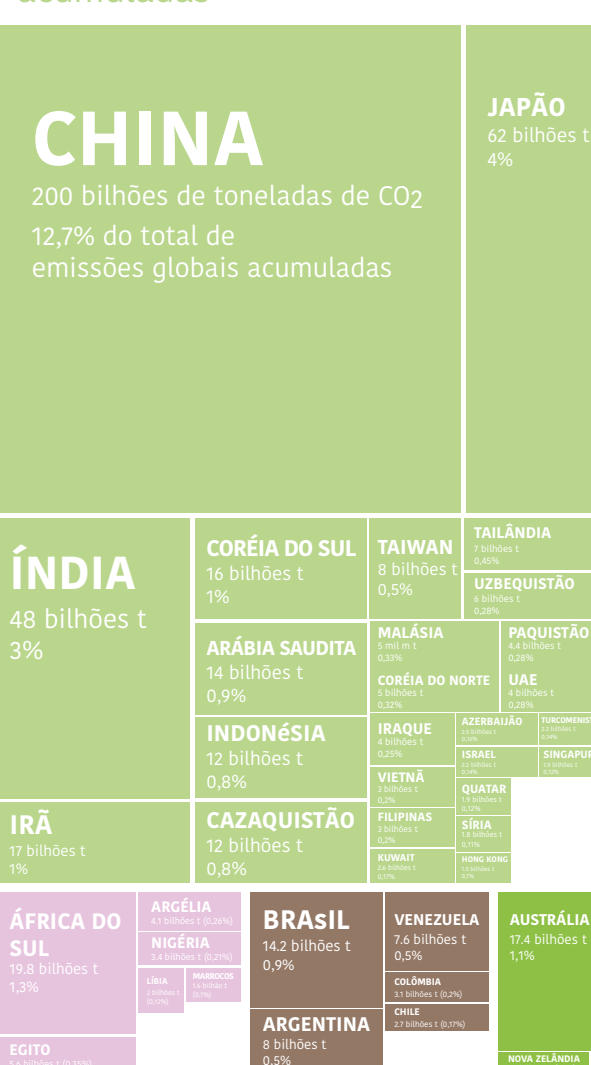 CHINA
200 bilhões de toneladas de CO2
12,7% do total de
emissões globais acumuladas
JAPÃO
62 bilhões t
4%
ÍNDIA
48 bilhões t
3%
CORÉIA DO SUL
16 bilhões t
1%
TAIWAN
8 bilhões t
0,5%
TAILÂNDIA
7 bilhões t
0,45%
UZBEQUISTÃO
6 bilhões t
0,28%
ARÁBIA SAUDITA
14 bilhões t
0,9%
MALÁSIA
5 mil m t
0,33%
PAQUISTÃO
4.4 bilhões t
0,28%
CORÉIA DO NORTE
5 bilhões t
0,32%
UAE
4 bilhões t
0,28%
INDONéSIA
12 bilhões t
0,8%
IRAQUE
4 bilhões t
0,25%
AZERBAIJÃO
ISRAEL
VIETNÃ
3 bilhões t
0,2%
QUATAR
1.9 bilhões t
0,12%
IRÃ
17 bilhões t
1%
CAZAQUISTÃO
12 bilhões t
0,8%
FILIPINAS
3 bilhões t
0,2%
SÍRIA
1.8 bilhões t
0,11%
KUWAIT
2.6 bilhões t
0,17%
HONG KONG
ÁFRICA DO
SUL
19.8 bilhões t
1,3%
ARGÉLIA
4.1 bilhões t (0,26%)
NIGÉRIA
3.4 bilhões t (0,21%)
LÍBIA
2 bilhões t
(0,12%)
MARROCOS
EGITO
BRAsIL
14.2 bilhões t
0,9%
VENEZUELA
7.6 bilhões t
0,5%
COLÔMBIA
3.1 bilhões t (0,2%)
CHILE
2.7 bilhões t (0,17%)
ARGENTINA
8 bilhões t
0,5%
AUSTRÁLIA
17.4 bilhões t
1,1%
NOVA ZELÂNDIA